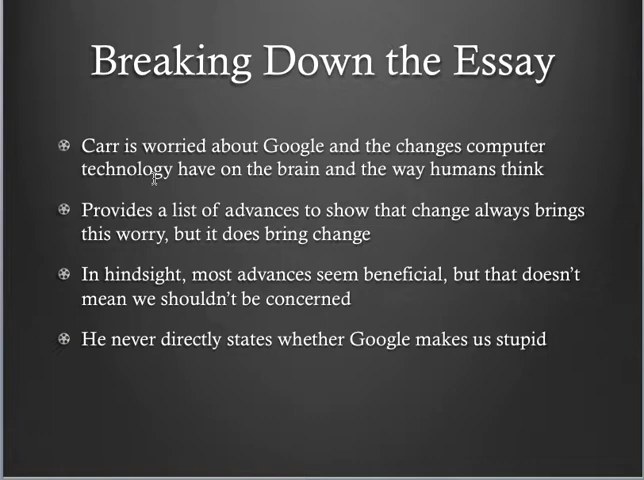 Breaking Down the Essay
Carr is worried about Google and the changes computer
technology have on the brain and the way humans think
Provides a list of advances to show that change always brings
this worry, but it does bring change
In hindsight, most advances seem beneficial, but that doesn't
mean we shouldn't be concerned
He never directly states whether Google makes us stupid